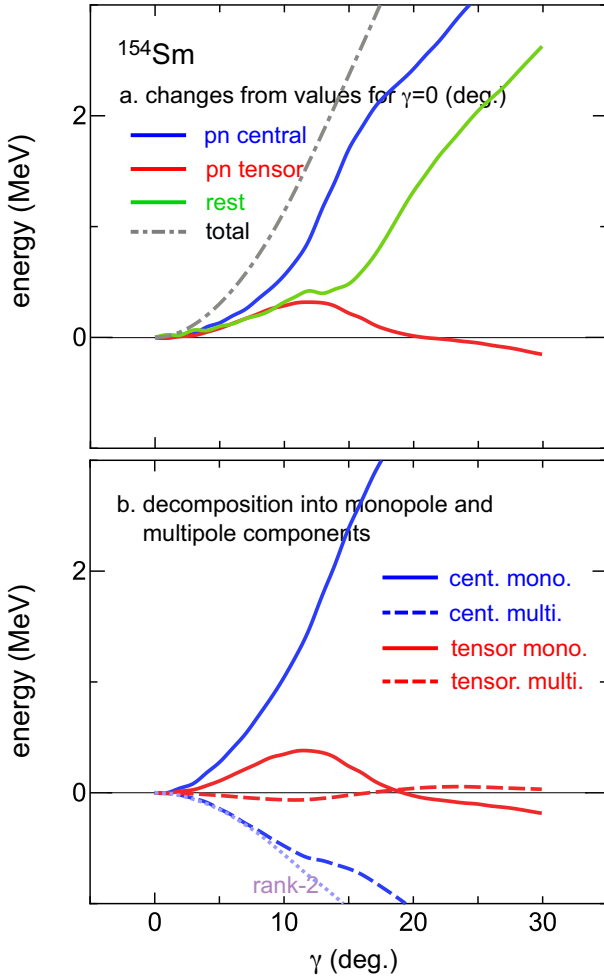 154Sm
a. changes from values for γ=0 (deg.)
pn central
pn tensor
rest
total
energy (MeV)
2
0
b. decomposition into monopole and
multipole components
cent. mono.
cent. multi.
tensor mono.
tensor. multi.
energy (MeV)
2
0
rank-2
0
10
20
30
γ (deg.)